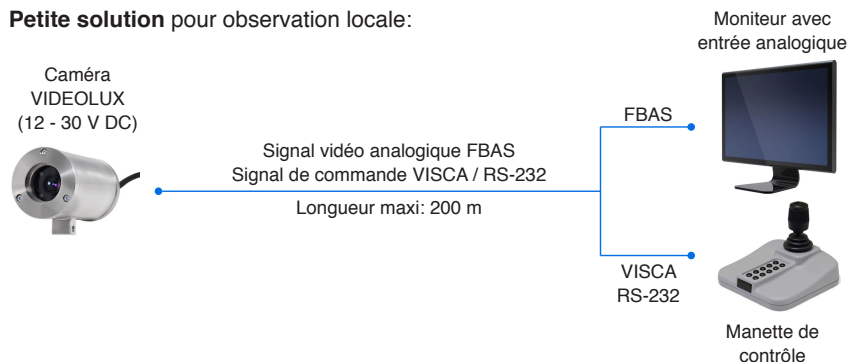 Petite solution pour observation locale:
Moniteur avec
entrée analogique
Caméra
VIDEOLUX
(12 - 30 V DC)
FBAS
Signal vidéo analogique FBAS
Signal de commande VISCA / RS-232
Longueur maxi: 200 m
VISCA
RS-232
Manette de
contrôle